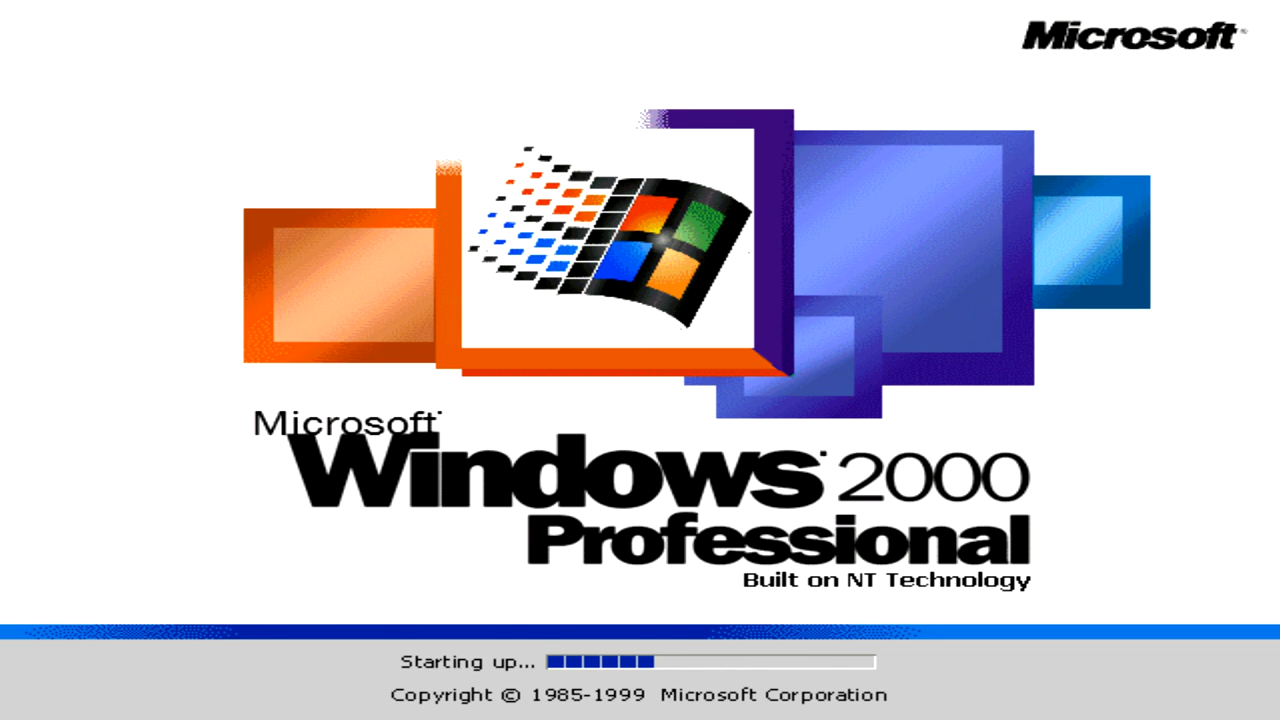 Microsoft
Microsoft
Windows 2000
Professional
Built on NT Technology
Starting up...
Copyright © 1985-1999 Microsoft Corporation